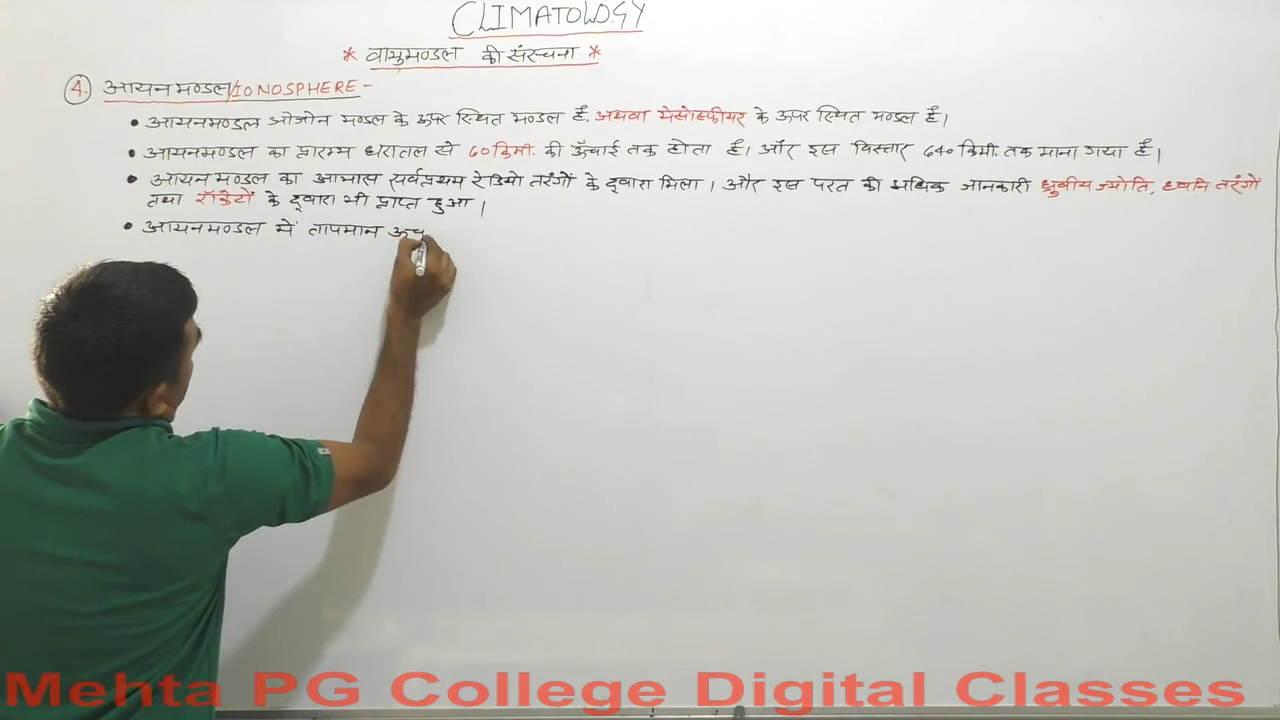 CLIMATOLOGY
* वायुमण्डल की संरचना *
4. आयनमण्डल/IONOSPHERE -
• आयनमण्डल ओजोन मण्डल के ऊपर स्थित मण्डल है, अथवा मेसोस्फीयर के ऊपर स्थित मण्डल है।
• आयनमण्डल का प्रारम्भ धरातल से 60 किमी. की ऊँचाई तक होता है। और इस विस्तार 640 किमी. तक माना गया है।
• आयनमण्डल का आभास सर्वप्रथम रेडियो तरंगों के द्वारा मिला। और इस परत की अधिक जानकारी ध्रुवीय ज्योति, ध्वनि तरंगों
तथा रॉकेटों के द्वारा भी प्राप्त हुआ।
• आयनमण्डल में तापमान
Mehta PG College Digital Classes